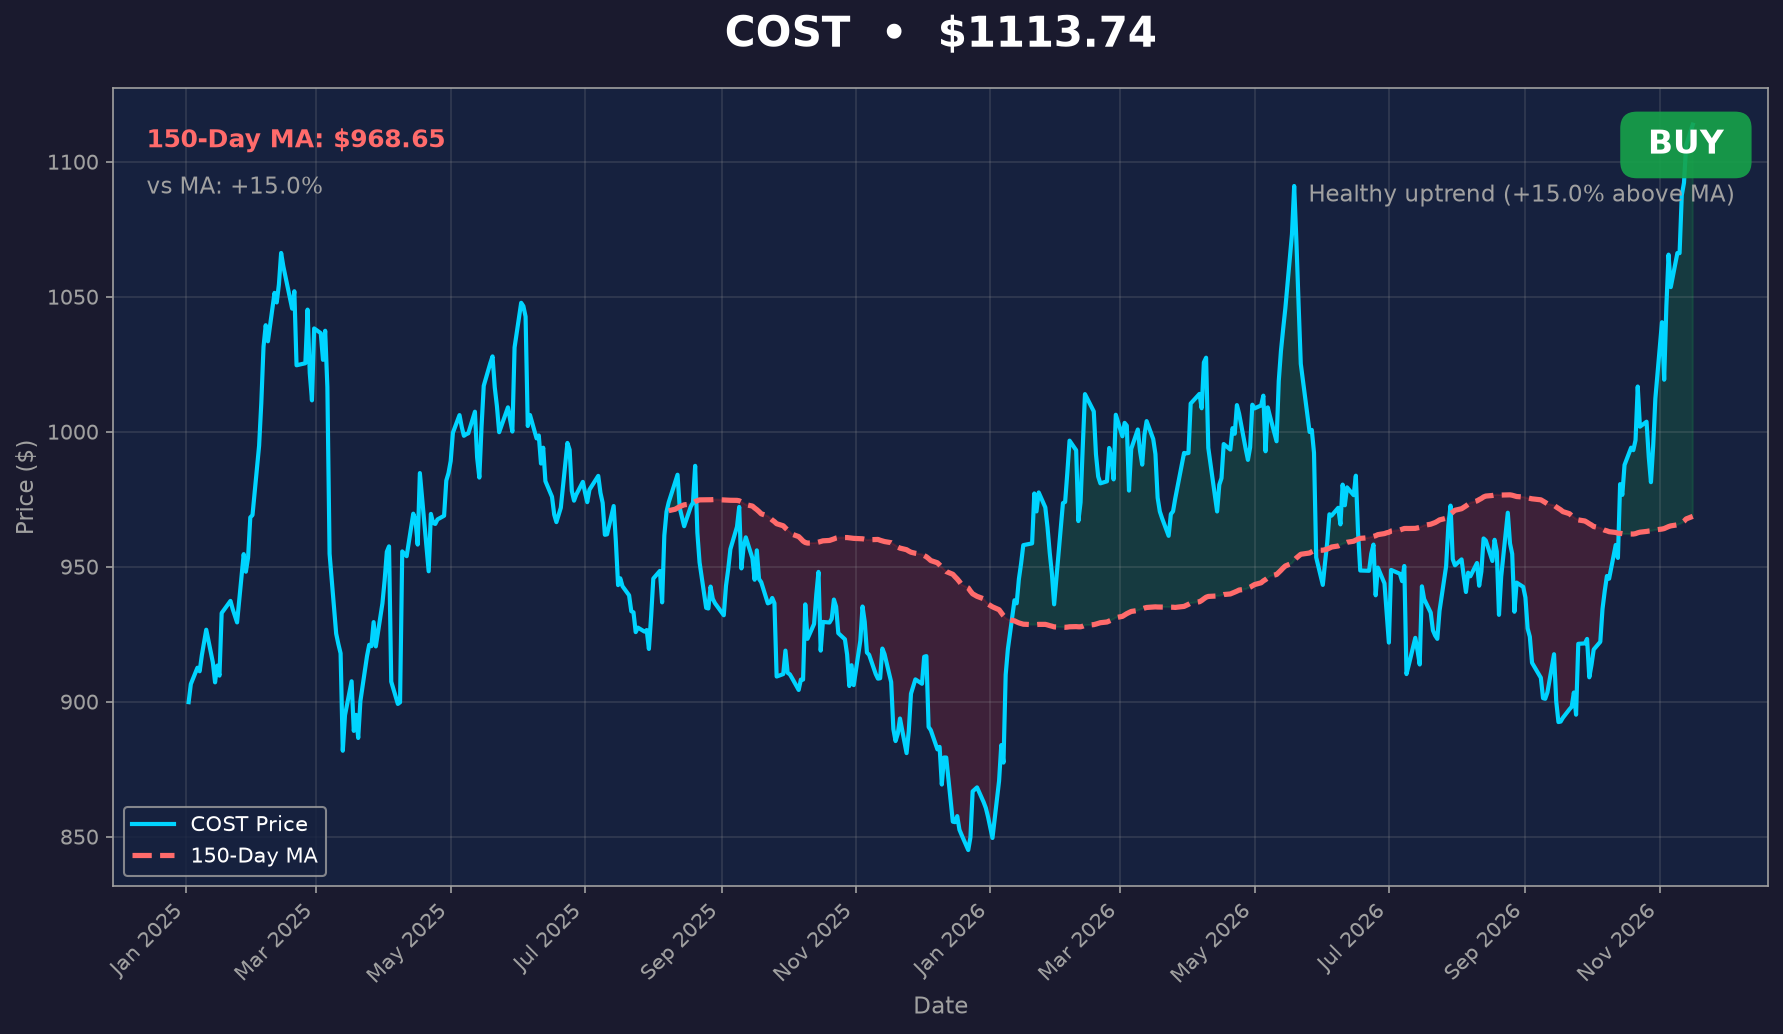 COST • $1113.74
150-Day MA: $968.65
vs MA: +15.0%
BUY
Healthy uptrend (+15.0% above MA)
Price ($)
1100
1050
1000
950
900
850
COST Price
150-Day MA
Jan 2025
Mar 2025
May 2025
Jul 2025
Sep 2025
Nov 2025
Jan 2026
Mar 2026
May 2026
Jul 2026
Sep 2026
Nov 2026
Date